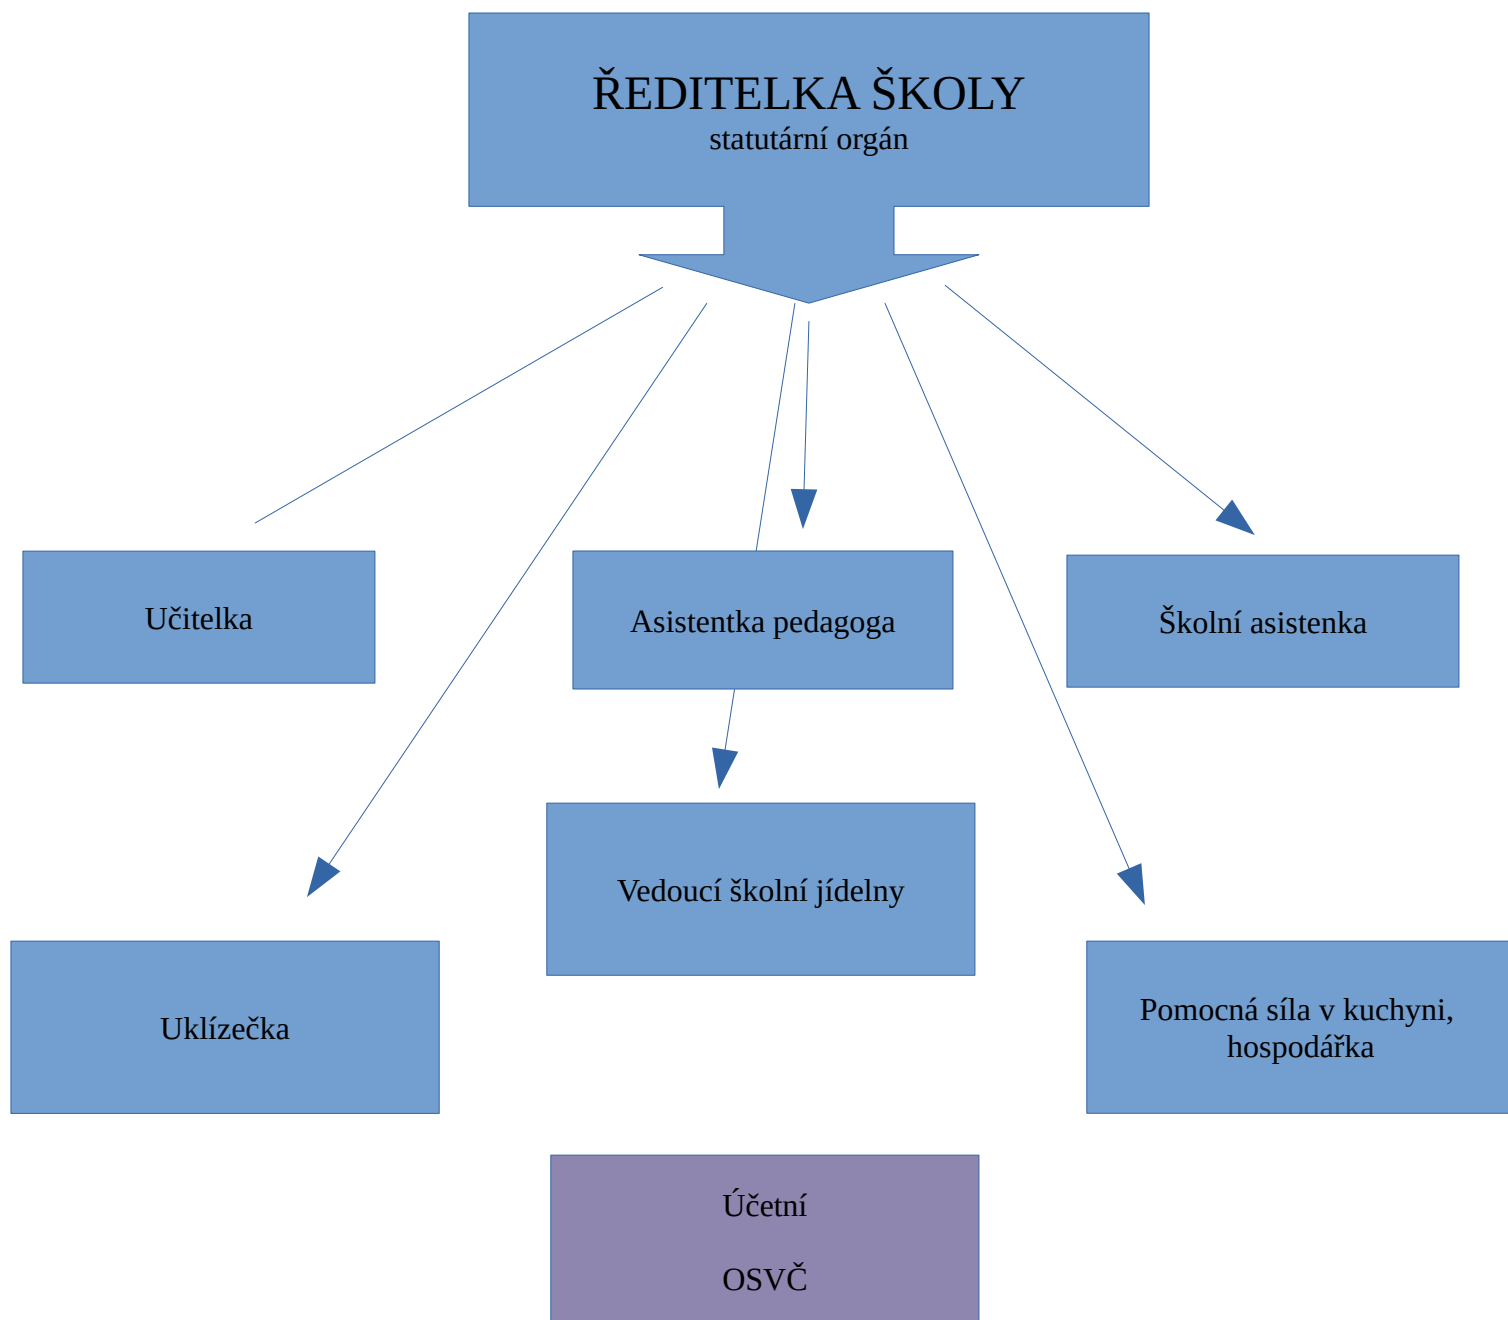 ŘEDITELKA ŠKOLY
statutární orgán
Učitelka
Asistentka pedagoga
Školní asistenka
Vedoucí školní jídelny
Uklízečka
Pomocná síla v kuchyni,
hospodářka
Účetní
OSVČ